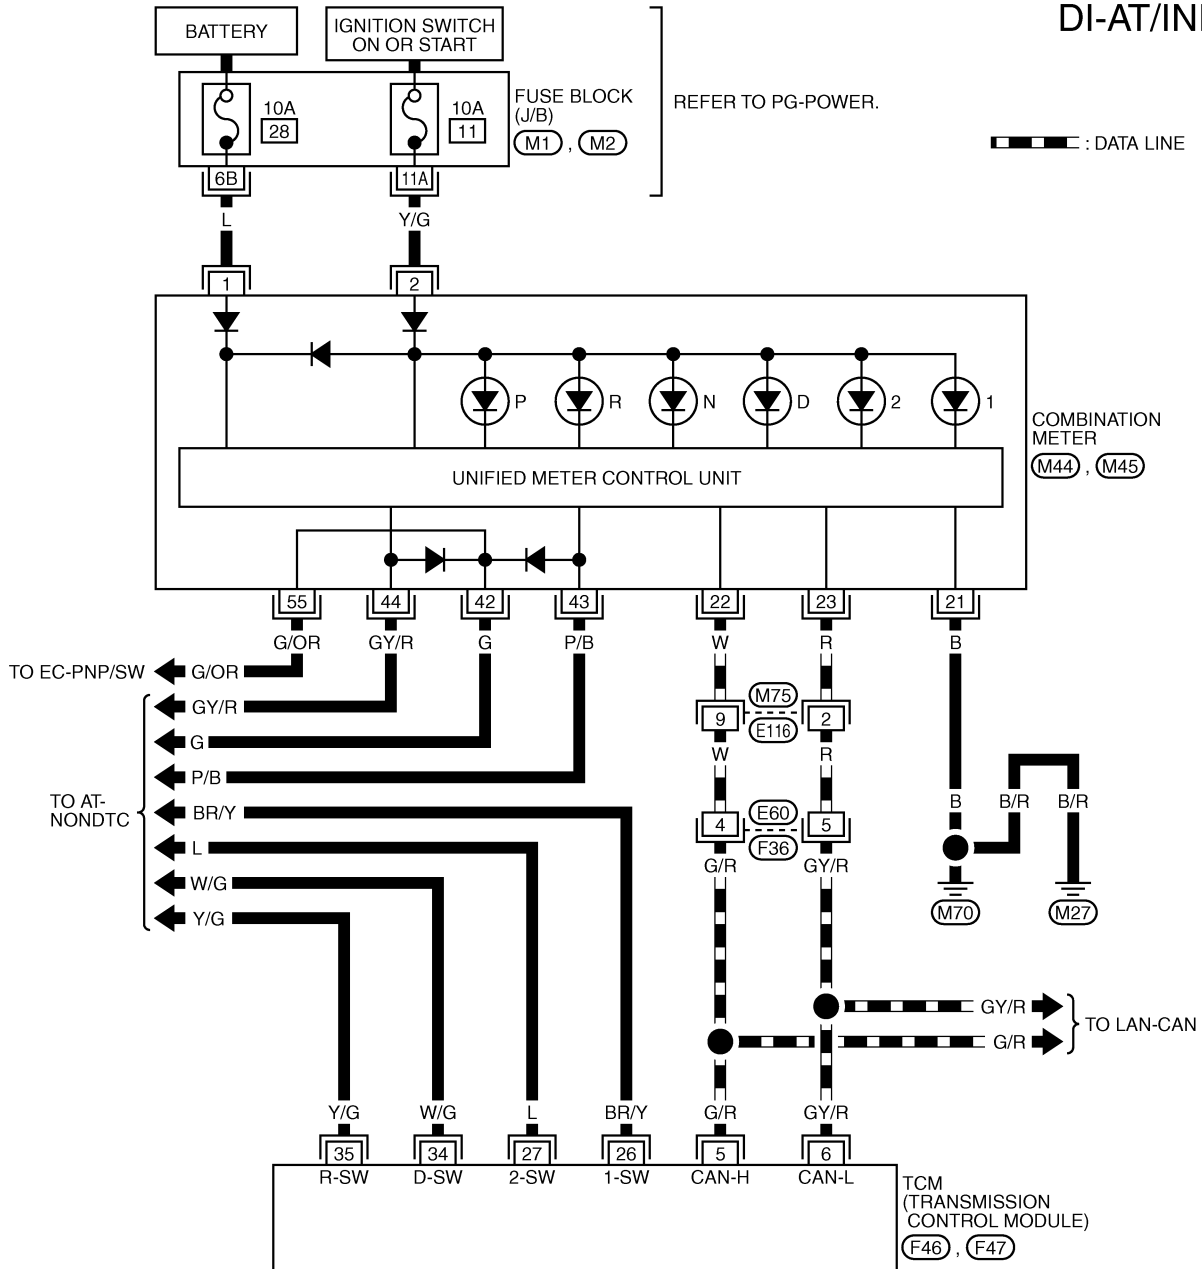 DI-AT/IN
BATTERY
IGNITION SWITCH
ON OR START
10A
28
10A
11
FUSE BLOCK
(J/B)
M1 , M2
REFER TO PG-POWER.
: DATA LINE
6B
11A
L
Y/G
1
2
P
R
N
D
2
1
COMBINATION
METER
M44 , M45
UNIFIED METER CONTROL UNIT
55
44
42
43
22
23
21
G/OR
GY/R
G
P/B
W
R
B
TO EC-PNP/SW
G/OR
GY/R
G
P/B
TO AT-
NONDTC
BR/Y
L
W/G
Y/G
M75
9
2
E116
W
R
E60
4
5
F36
G/R
GY/R
B
B/R
B/R
M70
M27
GY/R
G/R
TO LAN-CAN
Y/G
W/G
L
BR/Y
G/R
GY/R
35
34
27
26
5
6
R-SW
D-SW
2-SW
1-SW
CAN-H
CAN-L
TCM
(TRANSMISSION
CONTROL MODULE)
F46 , F47